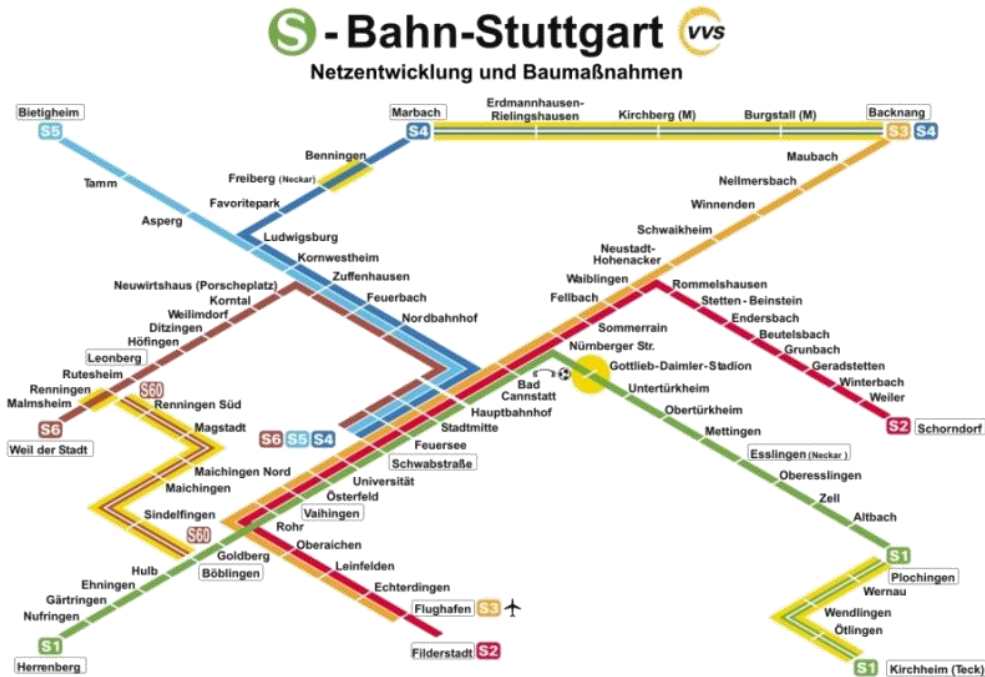 S - Bahn-Stuttgart VVS
Netzentwicklung und Baumaßnahmen
Bietigheim
S5
Marbach
S4
Erdmannhausen-
Rielingshausen
Kirchberg (M)
Burgstall (M)
Backnang
S3 S4
Tamm
Asperg
Benningen
Freiberg (Neckar)
Favoritepark
Ludwigsburg
Kornwestheim
Zuffenhausen
Feuerbach
Nordbahnhof
Maubach
Nellmersbach
Winnenden
Schwaikheim
Neustadt-
Hohenacker
Waiblingen
Fellbach
Sommerrain
Nürnberger Str.
Rommelshausen
Stetten - Beinstein
Endersbach
Beutelsbach
Grunbach
Geradstetten
Winterbach
Weiler
S2 Schorndorf
Neuwirtshaus (Porscheplatz)
Korntal
Weilimdorf
Ditzingen
Höfingen
Leonberg
Rutesheim
Renningen
Malmsheim
S6
Weil der Stadt
S60
Renningen Süd
Magstadt
Maichingen Nord
Maichingen
Sindelfingen
S60
S6 S5 S4
Gottlieb-Daimler-Stadion
Bad
Cannstatt
Hauptbahnhof
Stadtmitte
Feuersee
Schwabstraße
Universität
Österfeld
Vaihingen
Rohr
Oberaichen
Leinfelden
Echterdingen
Flughafen S3
Filderstadt S2
Untertürkheim
Obertürkheim
Mettingen
Esslingen (Neckar )
Oberesslingen
Zell
Altbach
S1
Plochingen
Wernau
Wendlingen
Ötlingen
S1 Kirchheim (Teck)
Goldberg
Böblingen
Hulb
Ehningen
Gärtringen
Nufringen
S1
Herrenberg